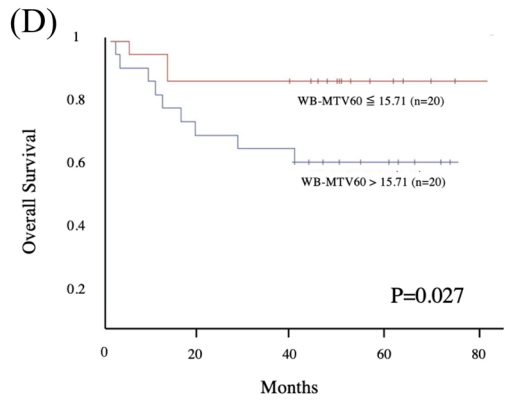 (D)
1
0.8
0.6
0.4
0.2
Overall Survival
WB-MTV60 ≦ 15.71 (n=20)
WB-MTV60 > 15.71 (n=20)
P=0.027
0 20 40 60 80
Months